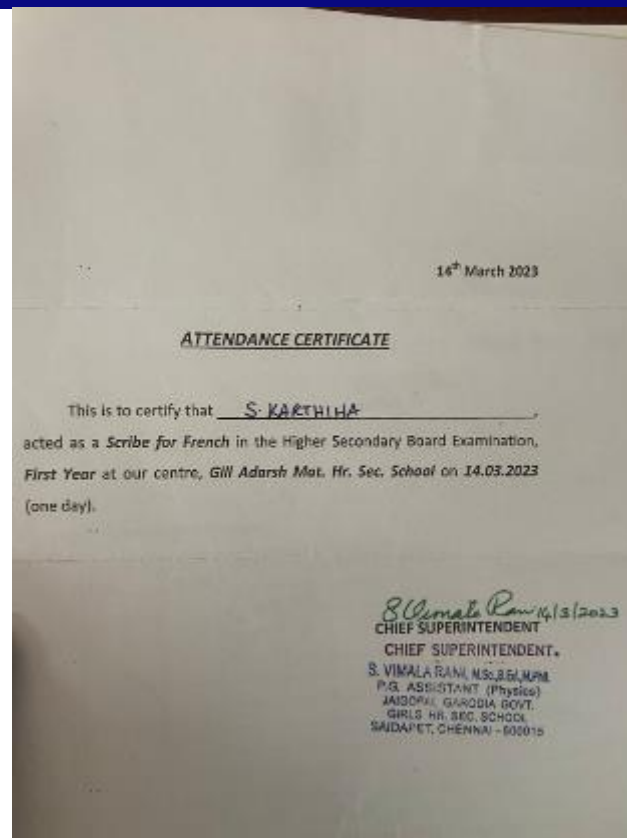 14th March 2023
ATTENDANCE CERTIFICATE
This is to certify that S. KARTHIHA,
acted as a Scribe for French in the Higher Secondary Board Examination,
First Year at our centre, Gill Adarsh Mat. Hr. Sec. School on 14.03.2023
(one day).
S Vimala Rani 14/3/2023
CHIEF SUPERINTENDENT
CHIEF SUPERINTENDENT.
S. VIMALA RANI, M.Sc.,B.Ed.,M.Phil.
P.G. ASSISTANT (Physics)
JAIGOPAL GARODIA GOVT.
GIRLS HR. SEC. SCHOOL
SAIDAPET, CHENNAI - 600015